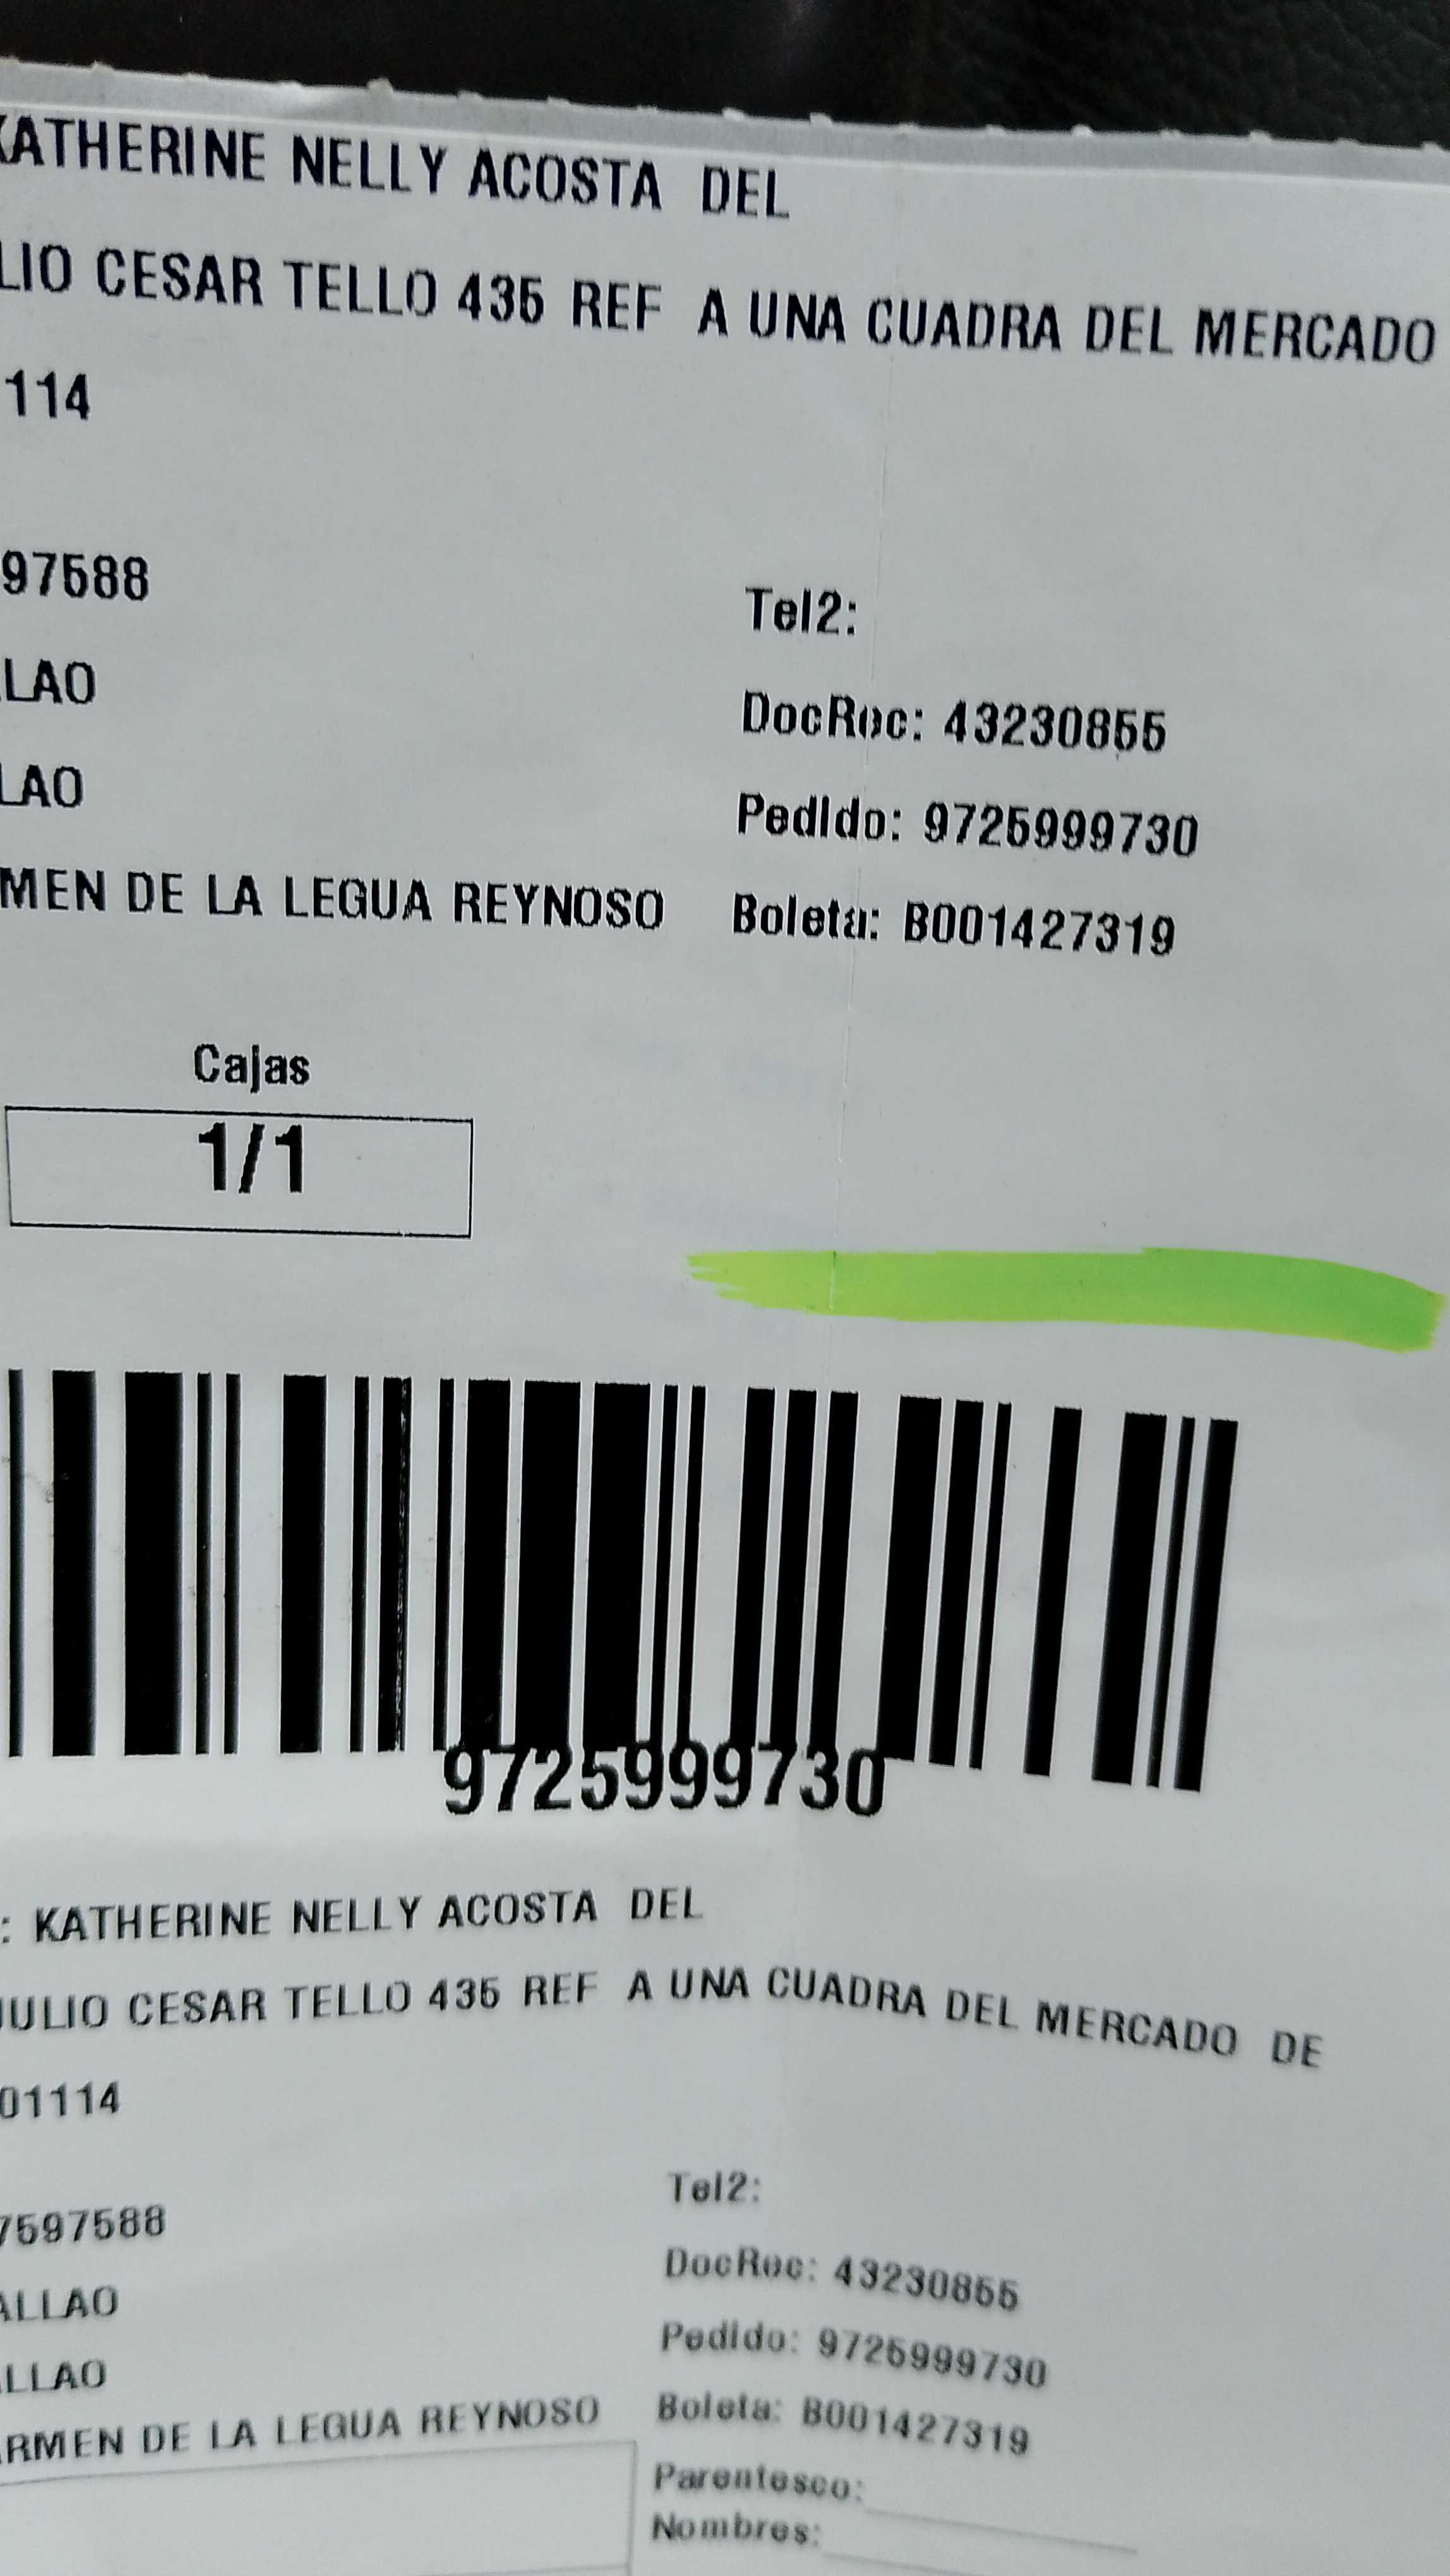 KATHERINE NELLY ACOSTA DEL
LIO CESAR TELLO 435 REF A UNA CUADRA DEL MERCADO
114
97588
Tel2:
LAO
DocRec: 43230855
LAO
Pedido: 9725999730
MEN DE LA LEGUA REYNOSO
Boleta: B001427319
Cajas
1/1
9725999730
: KATHERINE NELLY ACOSTA DEL
JULIO CESAR TELLO 435 REF A UNA CUADRA DEL MERCADO DE
01114
Tel2:
7597588
DocRec: 43230855
ALLAO
Pedido: 9725999730
LLAO
Boleta: B001427319
RMEN DE LA LEGUA REYNOSO
Parentesco:
Nombres: